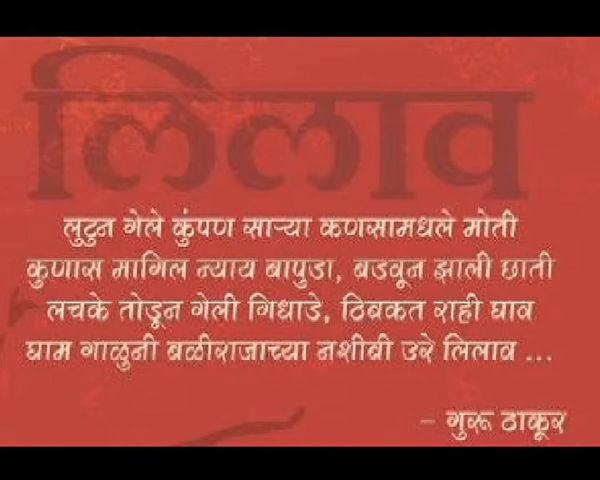 लिलाव
लुटुन गेले कुंपण साऱ्या कणसामधले मोती
कुणास मागिल न्याय बापुडा, बडवून झाली छाती
लचके तोडून गेली गिधाडे, ठिबकत राही घाव
घाम गाळुनी बळीराजाच्या नशीबी उरे लिलाव ...
- गुरू ठाकूर